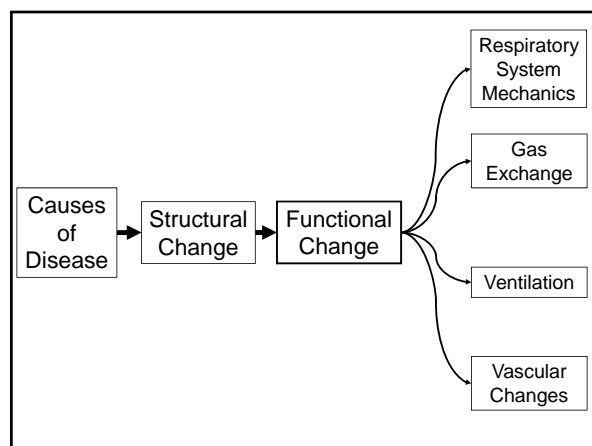 Causes
of
Disease
Structural
Change
Functional
Change
Respiratory
System
Mechanics
Gas
Exchange
Ventilation
Vascular
Changes